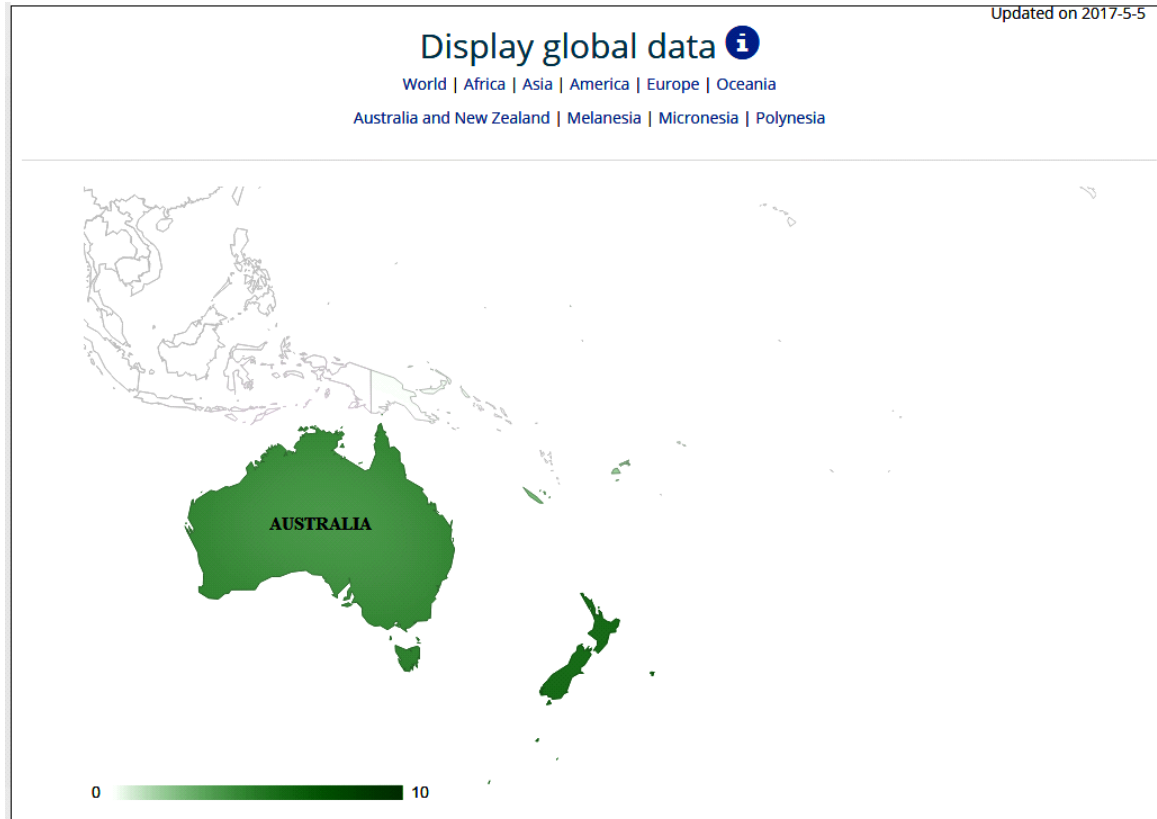 Updated on 2017-5-5
Display global data i
World | Africa | Asia | America | Europe | Oceania
Australia and New Zealand | Melanesia | Micronesia | Polynesia
AUSTRALIA
0 10